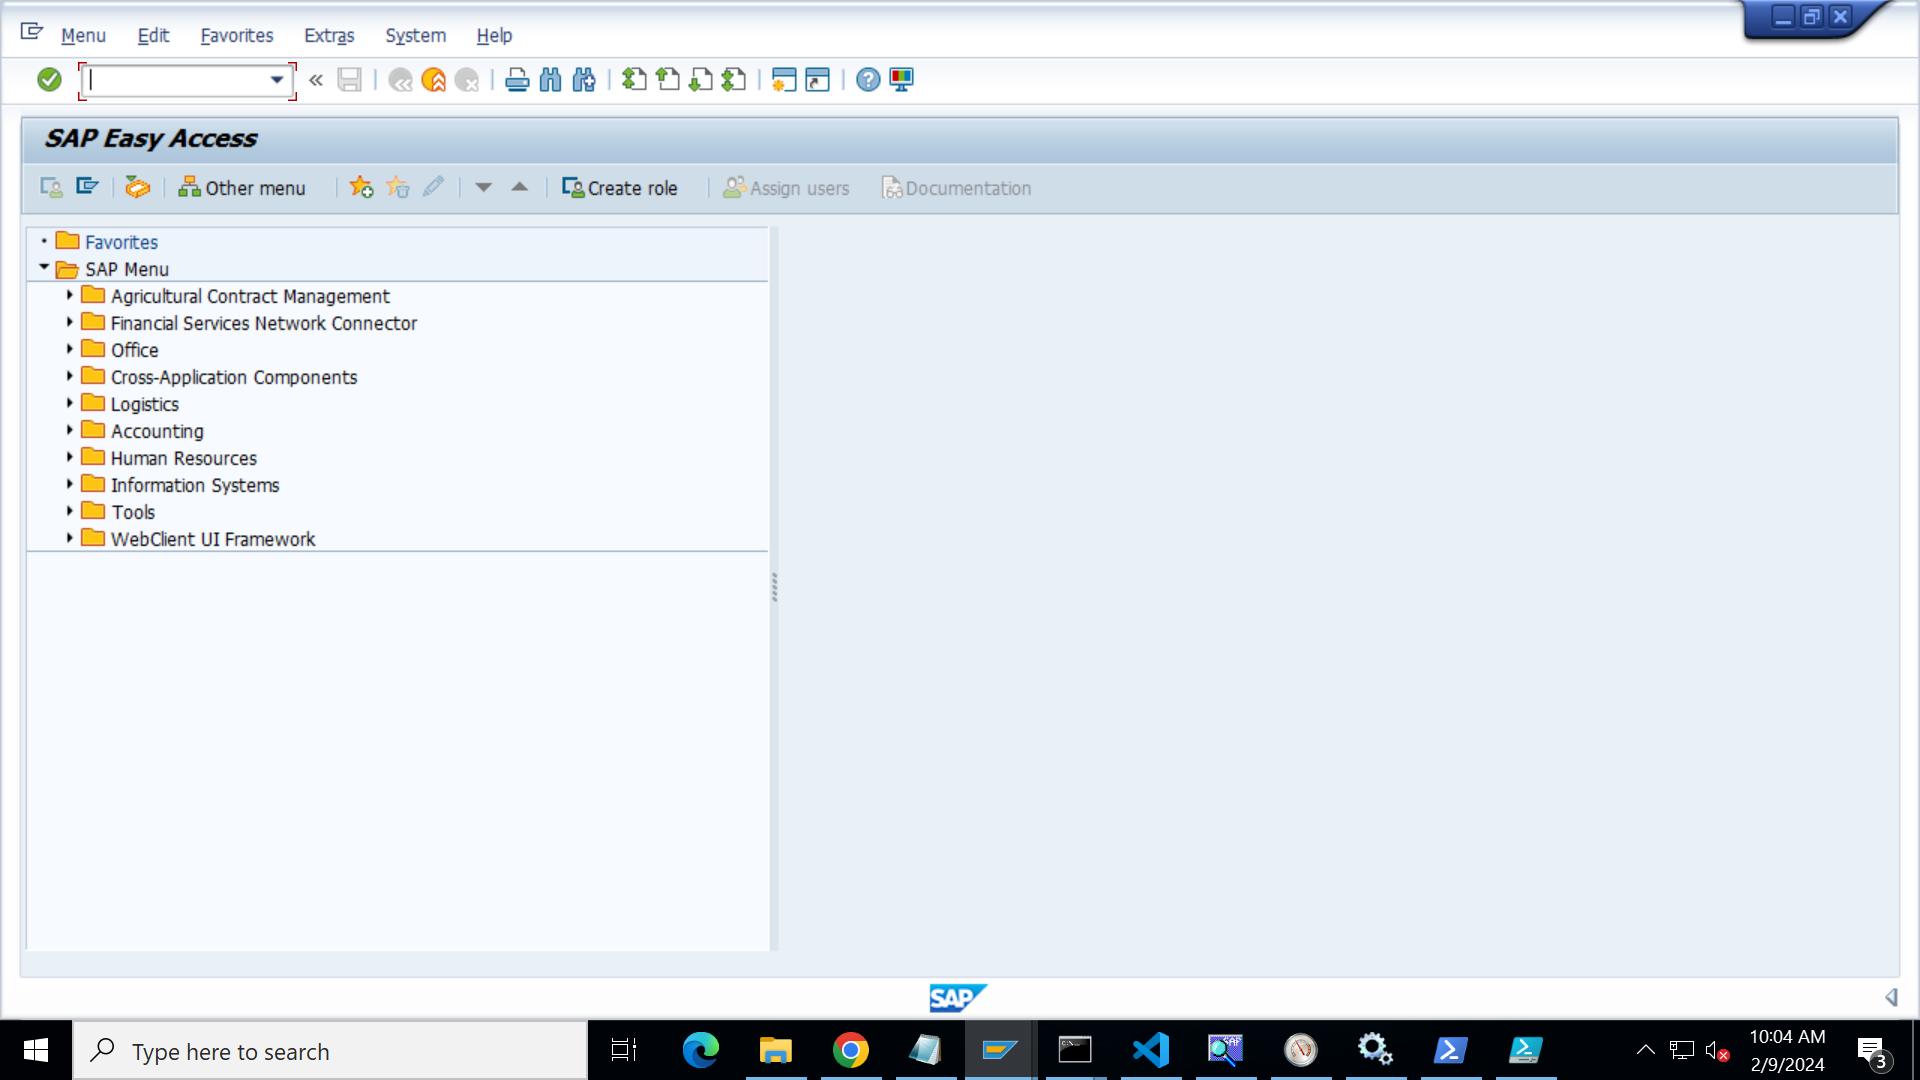 Menu Edit Favorites Extras System Help
SAP Easy Access
Other menu Create role Assign users Documentation
Favorites
SAP Menu
Agricultural Contract Management
Financial Services Network Connector
Office
Cross-Application Components
Logistics
Accounting
Human Resources
Information Systems
Tools
WebClient UI Framework
SAP
Type here to search
SAP
10:04 AM
2/9/2024
3